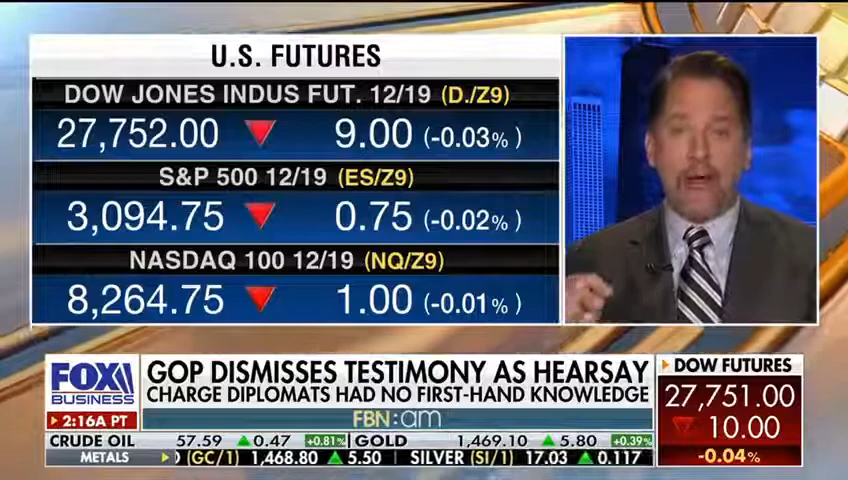 U.S. FUTURES
DOW JONES INDUS FUT. 12/19 (D./Z9)
27,752.00 ▼ 9.00 (-0.03%)
S&P 500 12/19 (ES/Z9)
3,094.75 ▼ 0.75 (-0.02%)
NASDAQ 100 12/19 (NQ/Z9)
8,264.75 ▼ 1.00 (-0.01%)
FOX
BUSINESS
2:16A PT
GOP DISMISSES TESTIMONY AS HEARSAY
CHARGE DIPLOMATS HAD NO FIRST-HAND KNOWLEDGE
FBN:am
DOW FUTURES
27,751.00
▼ 10.00
-0.04%
CRUDE OIL 57.59 ▲ 0.47 +0.81% GOLD 1,469.10 ▲ 5.80 +0.39%
METALS (GC/1) 1,468.80 ▲ 5.50 SILVER (SI/1) 17.03 ▲ 0.117